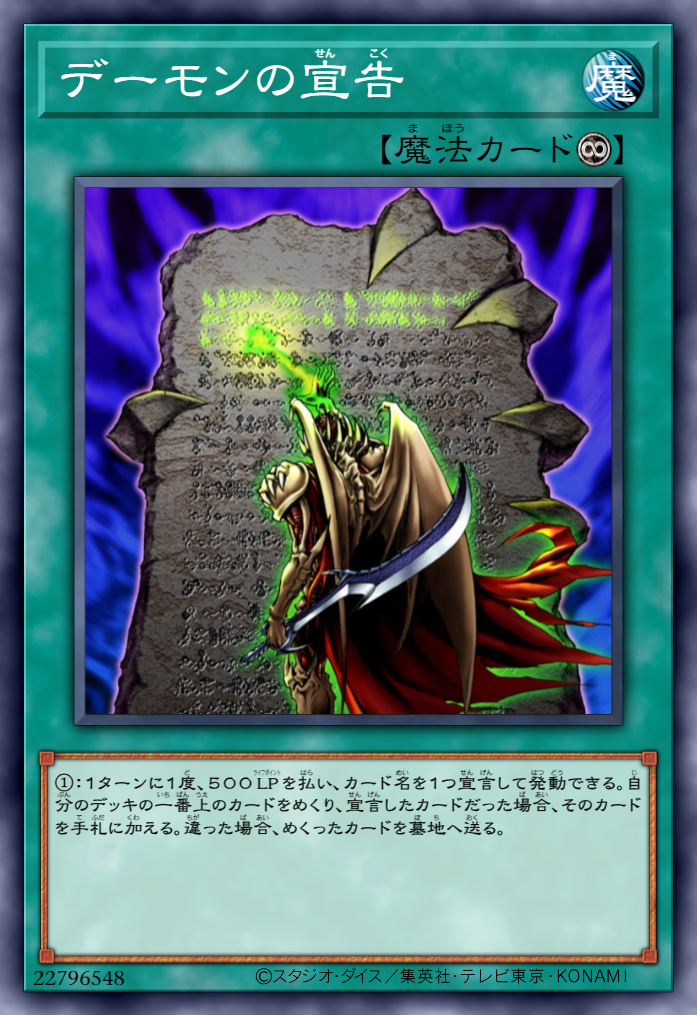 デーモンの宣告
魔
【魔法カード】
①：1ターンに1度、500LPを払い、カード名を1つ宣言して発動できる。自
分のデッキの一番上のカードをめくり、宣言したカードだった場合、そのカード
を手札に加える。違った場合、めくったカードを墓地へ送る。
22796548 ©スタジオ・ダイス／集英社・テレビ東京・KONAMI